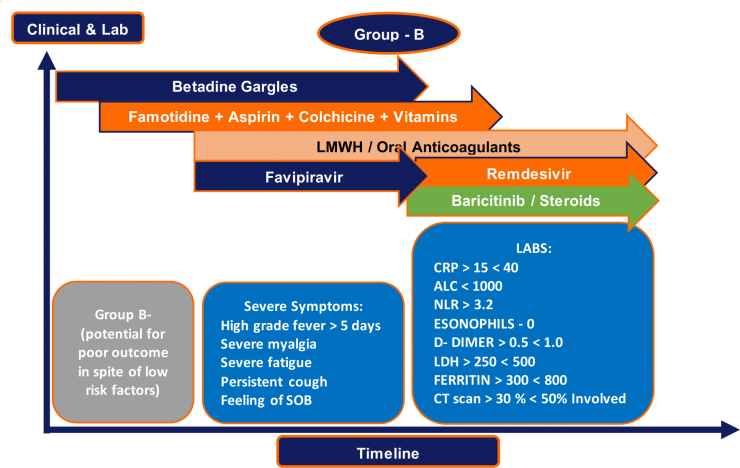 Clinical & Lab
Group - B
Betadine Gargles
Famotidine + Aspirin + Colchicine + Vitamins
LMWH / Oral Anticoagulants
Favipiravir
Remdesivir
Baricitinib / Steroids
Group B-
(potential for
poor outcome
in spite of low
risk factors)
Severe Symptoms:
High grade fever > 5 days
Severe myalgia
Severe fatigue
Persistent cough
Feeling of SOB
LABS:
CRP > 15 < 40
ALC < 1000
NLR > 3.2
ESONOPHILS - 0
D- DIMER > 0.5 < 1.0
LDH > 250 < 500
FERRITIN > 300 < 800
CT scan > 30 % < 50% Involved
Timeline